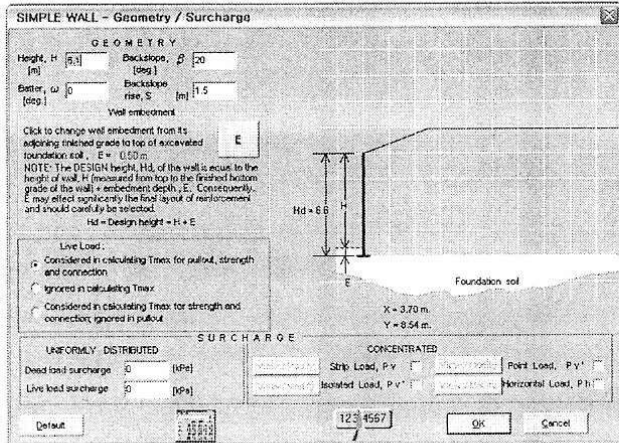 SIMPLE WALL - Geometry / Surcharge
GEOMETRY
Height, H [m] 6.1 Backslope, β [deg.] 20
Batter, ω [deg.] 0 Backslope rise, S [m] 1.5
Wall embedment
Click to change wall embedment from its
adjoining finished grade to top of excavated
foundation soil, E = 0.50 m
E
NOTE: The DESIGN height, Hd, of the wall is equal to the
height of wall, H (measured from top to the finished bottom
grade of the wall) + embedment depth, E. Consequently,
E may effect significantly the final layout of reinforcement
and should carefully be selected.
Hd = Design height = H + E
Hd = 6.6
H
E
Foundation soil
X = 3.70 m.
Y = 8.54 m.
Live Load:
Considered in calculating Tmax for pullout, strength
and connection
Ignored in calculating Tmax
Considered in calculating Tmax for strength and
connection; ignored in pullout
SURCHARGE
UNIFORMLY DISTRIBUTED
Dead load surcharge 0 [kPa]
Live load surcharge 0 [kPa]
CONCENTRATED
Strip Load, Pv
Point Load, Pv'
Isolated Load, Pv'
Horizontal Load, Ph
Default
123 4567
OK
Cancel